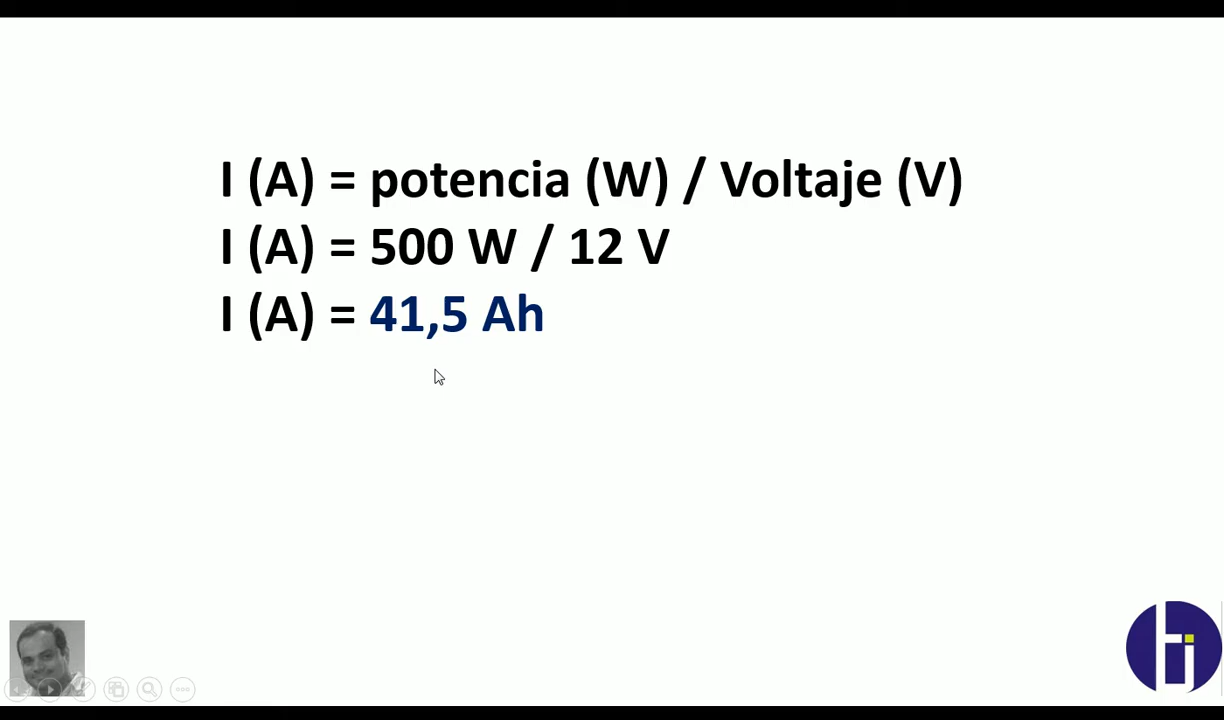 I (A) = potencia (W) / Voltaje (V)
I (A) = 500 W / 12 V
I (A) = 41,5 Ah